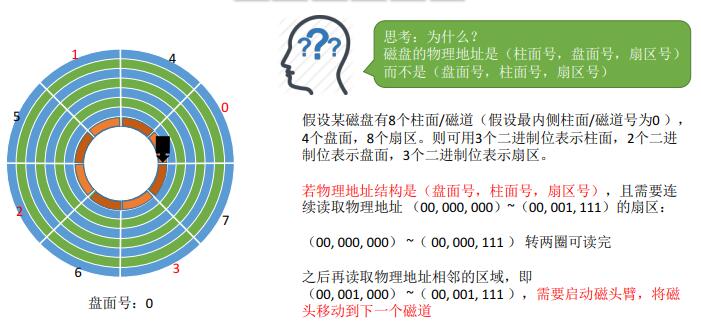 思考：为什么？
磁盘的物理地址是（柱面号，盘面号，扇区号）
而不是（盘面号，柱面号，扇区号）
???
1
4
0
5
7
2
3
6
盘面号：0
假设某磁盘有8个柱面/磁道（假设最内侧柱面/磁道号为0），
4个盘面，8个扇区。则可用3个二进制位表示柱面，2个二进
制位表示盘面，3个二进制位表示扇区。
若物理地址结构是（盘面号，柱面号，扇区号），且需要连
续读取物理地址（00, 000, 000）~（00, 001, 111）的扇区：
（00, 000, 000） ~（ 00, 000, 111 ） 转两圈可读完
之后再读取物理地址相邻的区域，即
（00, 001, 000） ~（ 00, 001, 111 ），需要启动磁头臂，将磁
头移动到下一个磁道